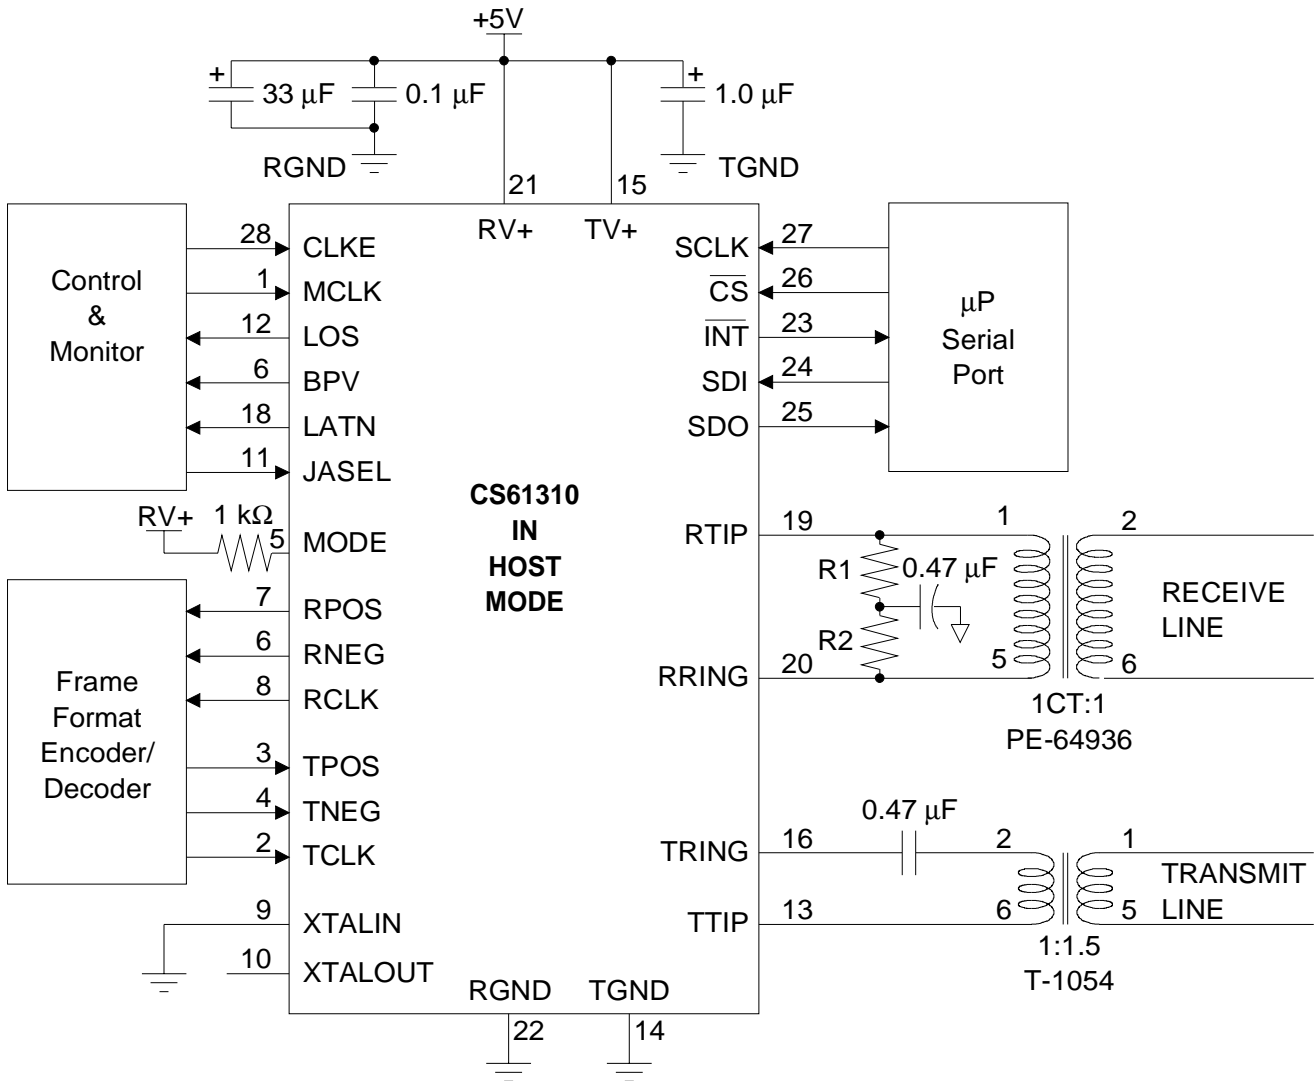 +5V
+
33 μF
0.1 μF
+
1.0 μF
RGND
TGND
21
15
RV+
TV+
Control
&
Monitor
28
CLKE
1
MCLK
12
LOS
6
BPV
18
LATN
11
JASEL
RV+
1 kΩ
5
MODE
CS61310
IN
HOST
MODE
SCLK
27
CS
26
INT
23
SDI
24
SDO
25
μP
Serial
Port
Frame
Format
Encoder/
Decoder
7
RPOS
6
RNEG
8
RCLK
3
TPOS
4
TNEG
2
TCLK
9
XTALIN
10
XTALOUT
RTIP
19
R1
0.47 μF
R2
RRING
20
1
2
5
6
RECEIVE
LINE
1CT:1
PE-64936
TRING
16
0.47 μF
2
1
TTIP
13
6
5
TRANSMIT
LINE
1:1.5
T-1054
RGND
TGND
22
14